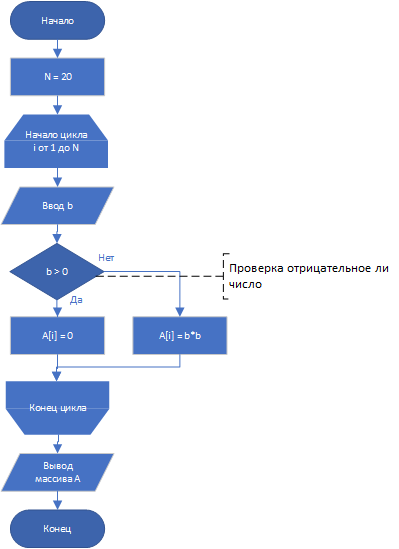 Начало
N = 20
Начало цикла
i от 1 до N
Ввод b
b > 0
Нет
Проверка отрицательное ли
число
Да
A[i] = 0
A[i] = b*b
Конец цикла
Вывод
массива A
Конец